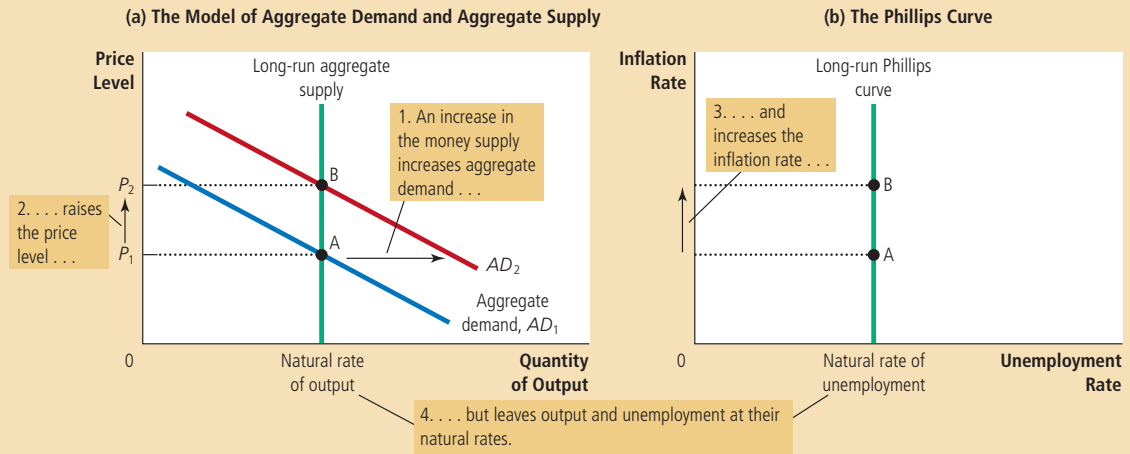 (a) The Model of Aggregate Demand and Aggregate Supply
Price
Level
Long-run aggregate
supply
1. An increase in
the money supply
increases aggregate
demand . . .
B
P2
2. . . . raises
the price
level . . .
P1
A
AD2
Aggregate
demand, AD1
0
Natural rate
of output
Quantity
of Output
(b) The Phillips Curve
Inflation
Rate
Long-run Phillips
curve
3. . . . and
increases the
inflation rate . . .
B
A
0
Natural rate of
unemployment
Unemployment
Rate
4. . . . but leaves output and unemployment at their
natural rates.